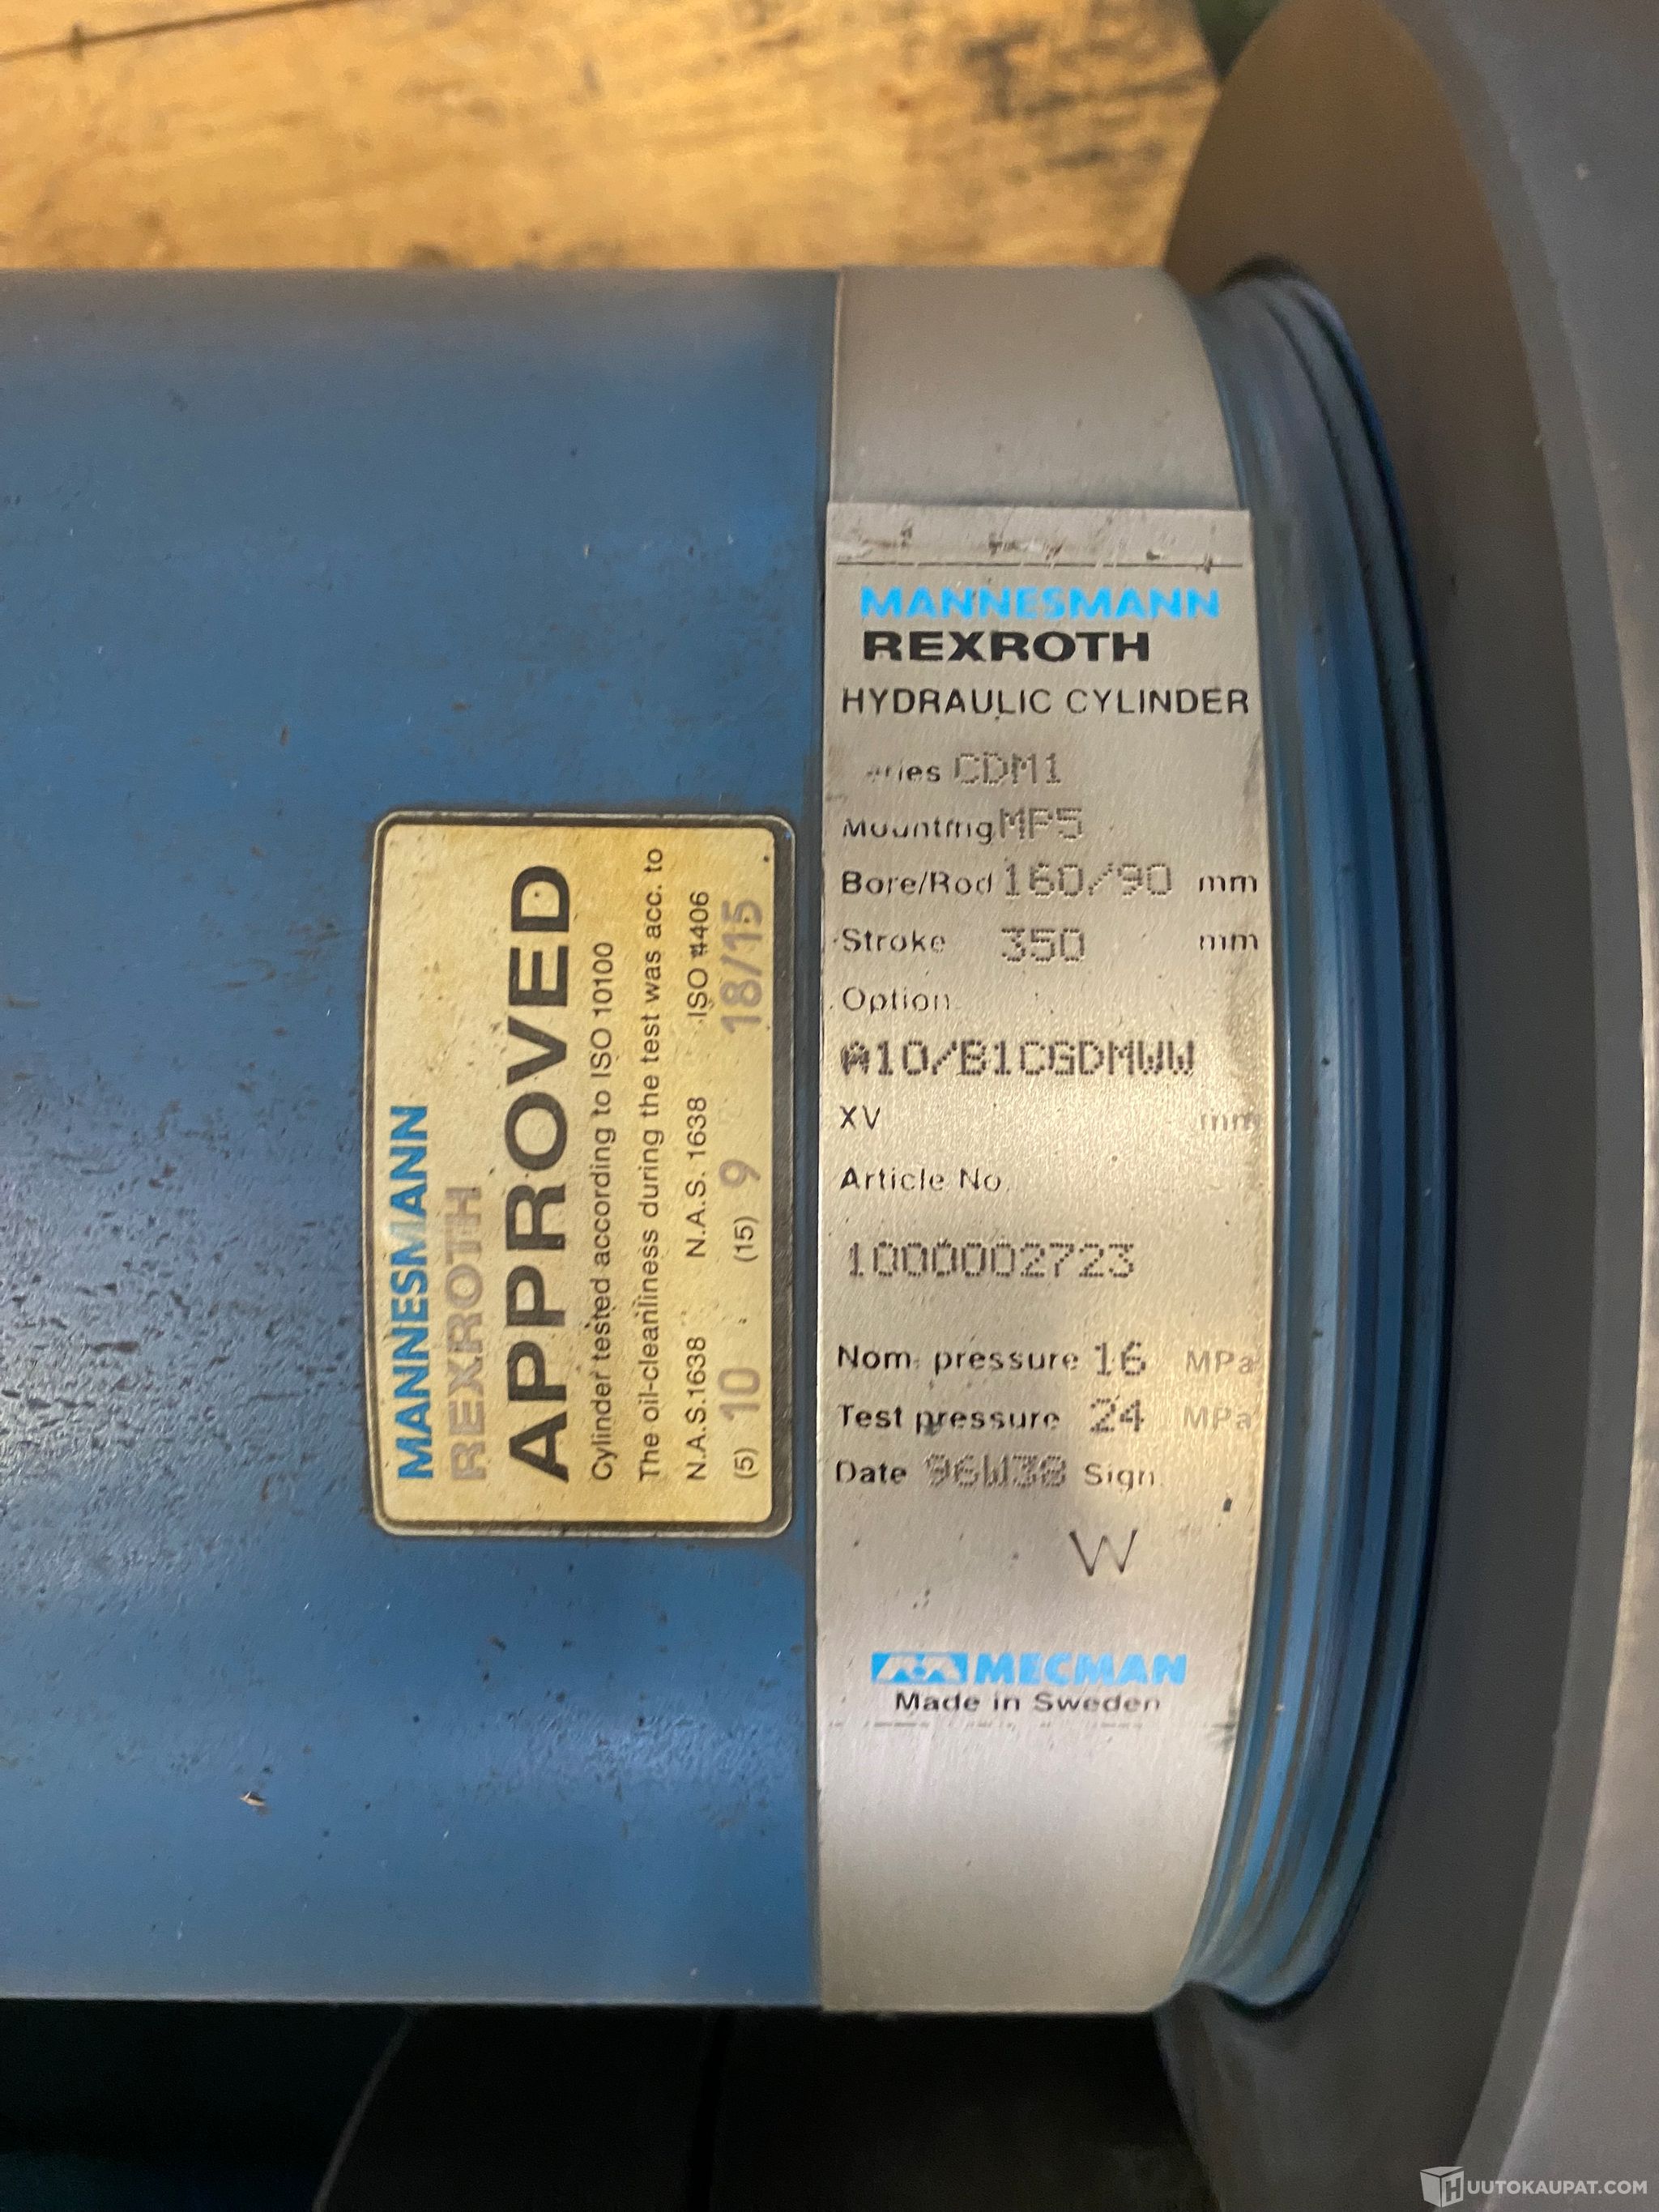 MANNESMANN
REXROTH
HYDRAULIC CYLINDER
CDM1
Mounting MP5
Bore/Rod 160/90 mm
Stroke 350 mm
Option
A10/B1CGDMWW
XV mm
Article No.
1000002723
Nom. pressure 16 MPa
Test pressure 24 MPa
Date 96W38 Sign.
W
MECMAN
Made in Sweden
MANNESMANN
REXROTH
APPROVED
Cylinder tested according to ISO 10100
The oil-cleanliness during the test was acc. to
N.A.S.1638 N.A.S. 1638 ISO 4406
(5) 10 (15) 9 18/15
HUUTOKAUPAT.COM